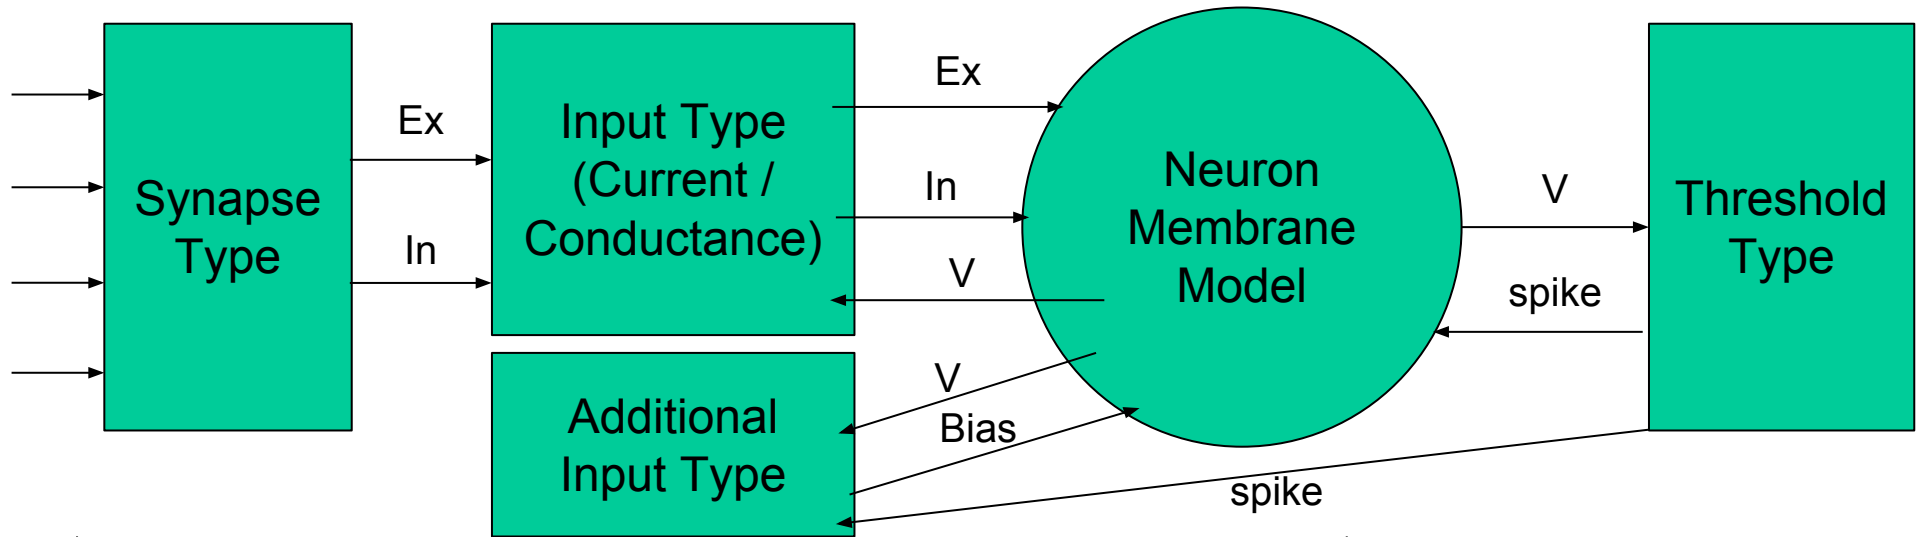 Synapse
Type
Ex
In
Input Type
(Current /
Conductance)
Ex
In
V
Neuron
Membrane
Model
V
spike
Threshold
Type
Additional
Input Type
V
Bias
spike